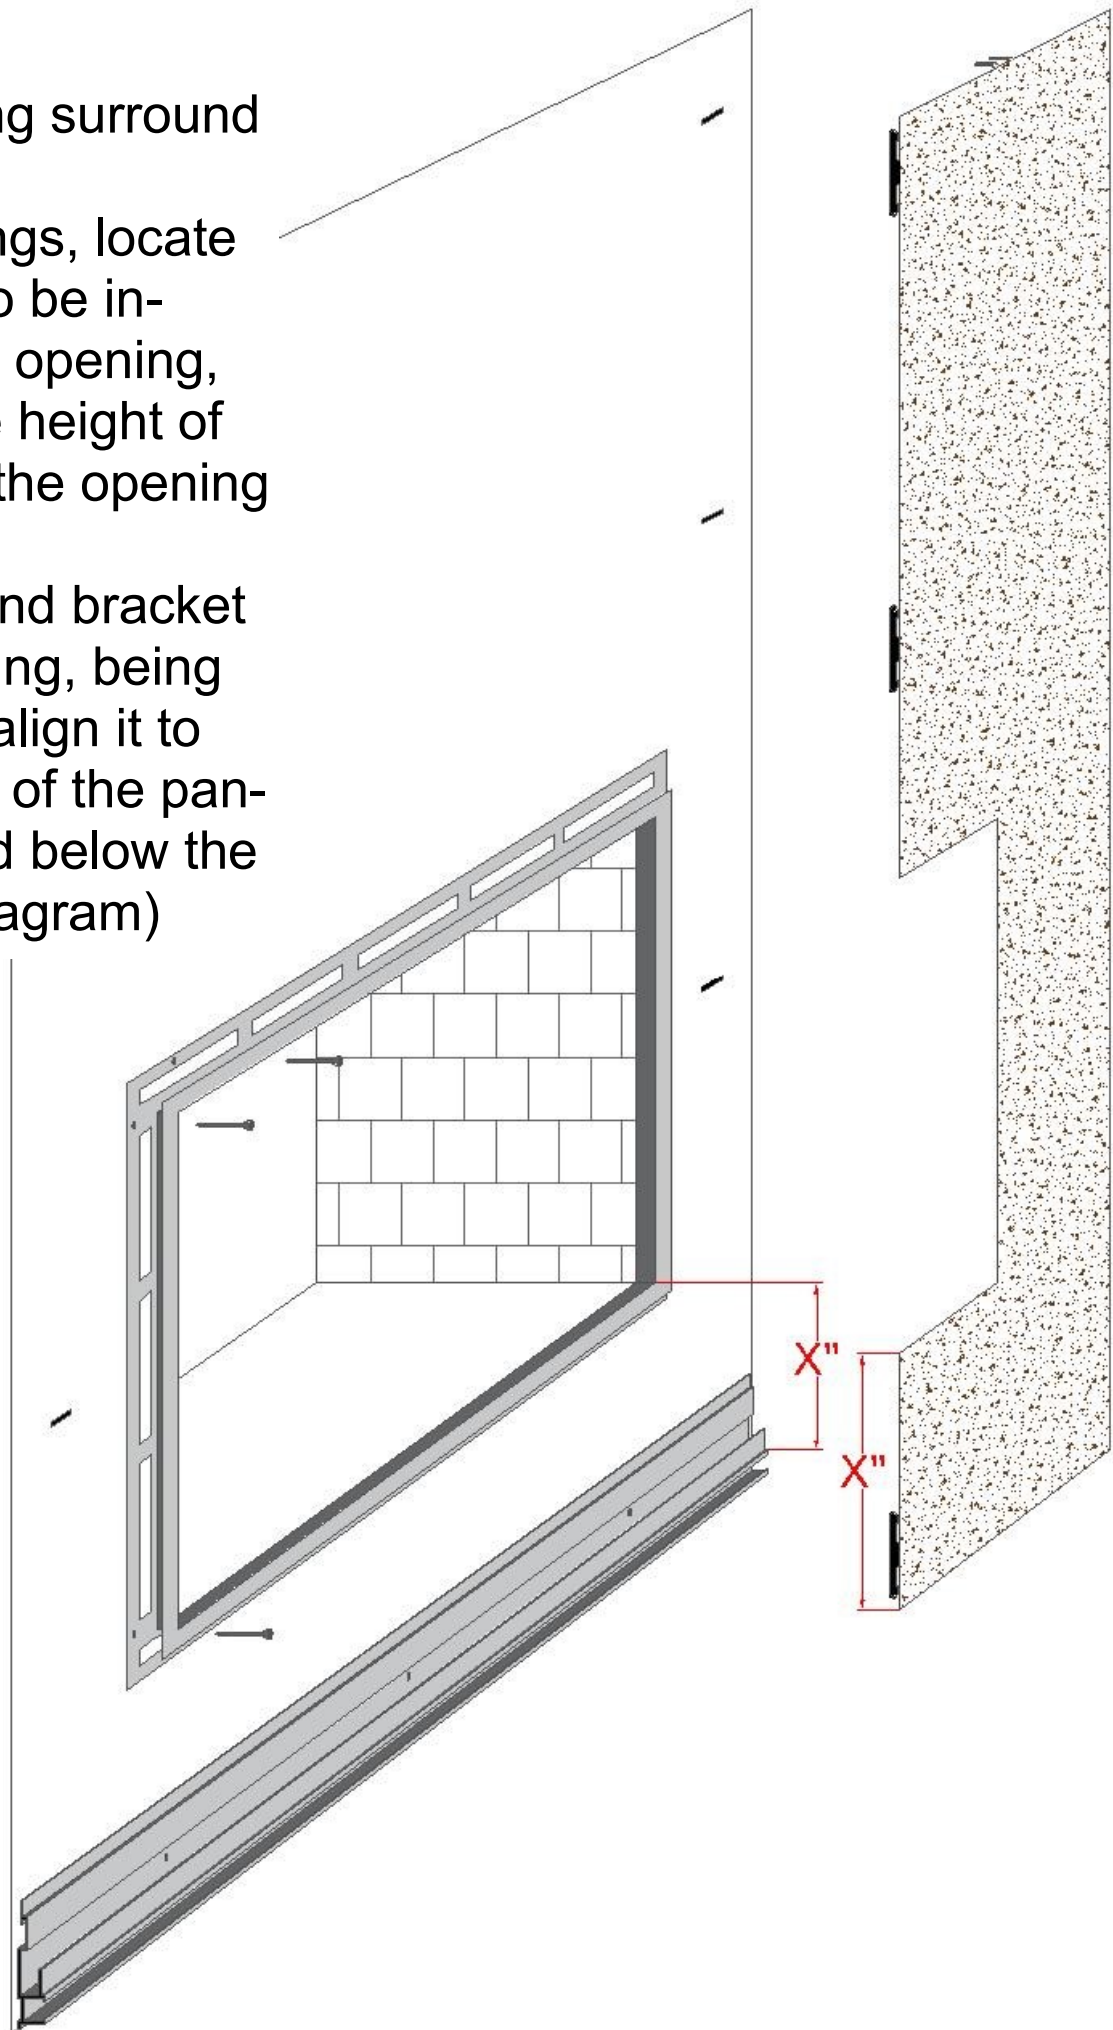 ng surround
ngs, locate
o be in-
opening,
e height of
the opening
nd bracket
ing, being
align it to
of the pan-
d below the
agram)
X"
X"